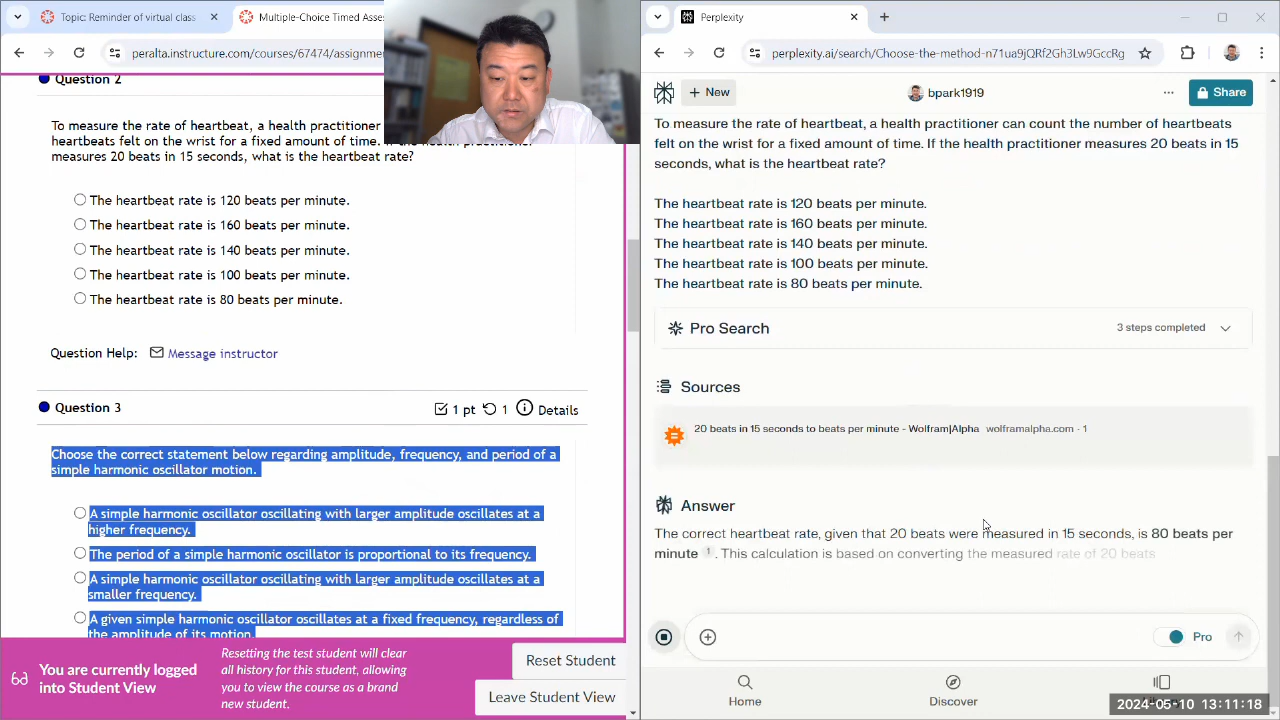 Topic Reminder of virtual class
Multiple-Choice Timed Asse
peralta.instructure.com/courses/67474/assignme
Question 2
To measure the rate of heartbeat, a health practitioner
heartbeats felt on the wrist for a fixed amount of time.
measures 20 beats in 15 seconds, what is the heartbeat rate?
The heartbeat rate is 120 beats per minute.
The heartbeat rate is 160 beats per minute.
The heartbeat rate is 140 beats per minute.
The heartbeat rate is 100 beats per minute.
The heartbeat rate is 80 beats per minute.
Question Help: Message instructor
Question 3
1 pt 1 Details
Choose the correct statement below regarding amplitude, frequency, and period of a
simple harmonic oscillator motion.
A simple harmonic oscillator oscillating with larger amplitude oscillates at a
higher frequency.
The period of a simple harmonic oscillator is proportional to its frequency.
A simple harmonic oscillator oscillating with larger amplitude oscillates at a
smaller frequency.
A given simple harmonic oscillator oscillates at a fixed frequency, regardless of
the amplitude of its motion.
You are currently logged
into Student View
Resetting the test student will clear
all history for this student, allowing
you to view the course as a brand
new student.
Reset Student
Leave Student View
Perplexity
perplexity.ai/search/Choose-the-method-n71ua9jQRf2Gh3LvRGccRg
New
bpark1919
Share
To measure the rate of heartbeat, a health practitioner can count the number of heartbeats
felt on the wrist for a fixed amount of time. If the health practitioner measures 20 beats in 15
seconds, what is the heartbeat rate?
The heartbeat rate is 120 beats per minute.
The heartbeat rate is 160 beats per minute.
The heartbeat rate is 140 beats per minute.
The heartbeat rate is 100 beats per minute.
The heartbeat rate is 80 beats per minute.
Pro Search
3 steps completed
Sources
20 beats in 15 seconds to beats per minute - Wolfram|Alpha wolframalpha.com · 1
Answer
The correct heartbeat rate, given that 20 beats were measured in 15 seconds, is 80 beats per
minute 1 . This calculation is based on converting the measured rate of 20 beats
Pro
Home
Discover
2024-05-10 13:11:18